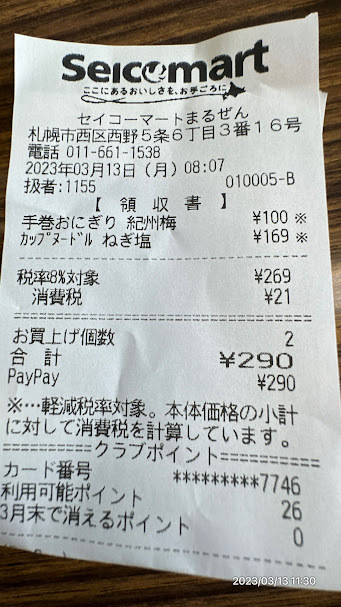 Seicomart
ここにあるおいしさを、お手ごろに
セイコーマートまるぜん
札幌市西区西野5条6丁目3番16号
電話 011-661-1538
2023年03月13日(月) 08:07
扱者:1155 010005-B
【 領 収 書 】
手巻おにぎり 紀州梅 ¥100 ※
ｶｯﾌﾟﾇｰﾄﾞﾙ ねぎ塩 ¥169 ※
税率8%対象 ¥269
消費税 ¥21
お買上げ個数 2
合 計 ¥290
PayPay ¥290
※…軽減税率対象。本体価格の小計
に対して消費税を計算しています。
==========クラブポイント==========
カード番号 *********7746
利用可能ポイント 26
3月末で消えるポイント 0
2023/03/13 11:30